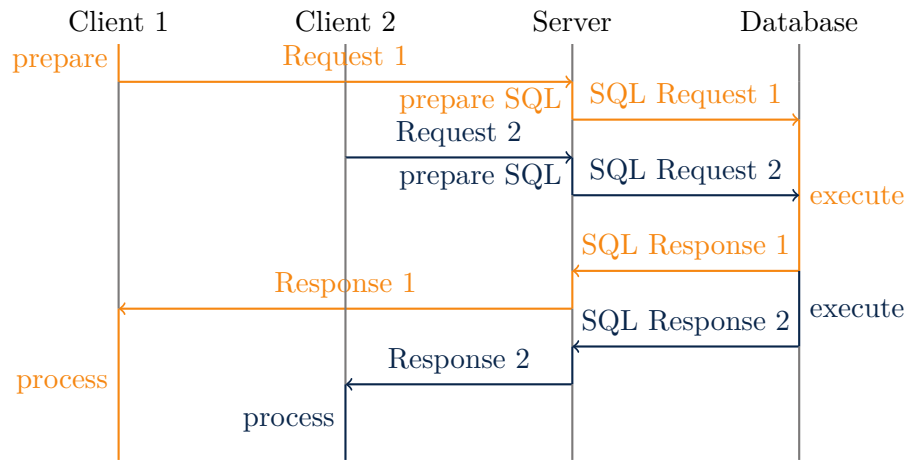 Client 1
Client 2
Server
Database
prepare
Request 1
prepare SQL
SQL Request 1
Request 2
prepare SQL
SQL Request 2
execute
SQL Response 1
Response 1
execute
SQL Response 2
Response 2
process
process